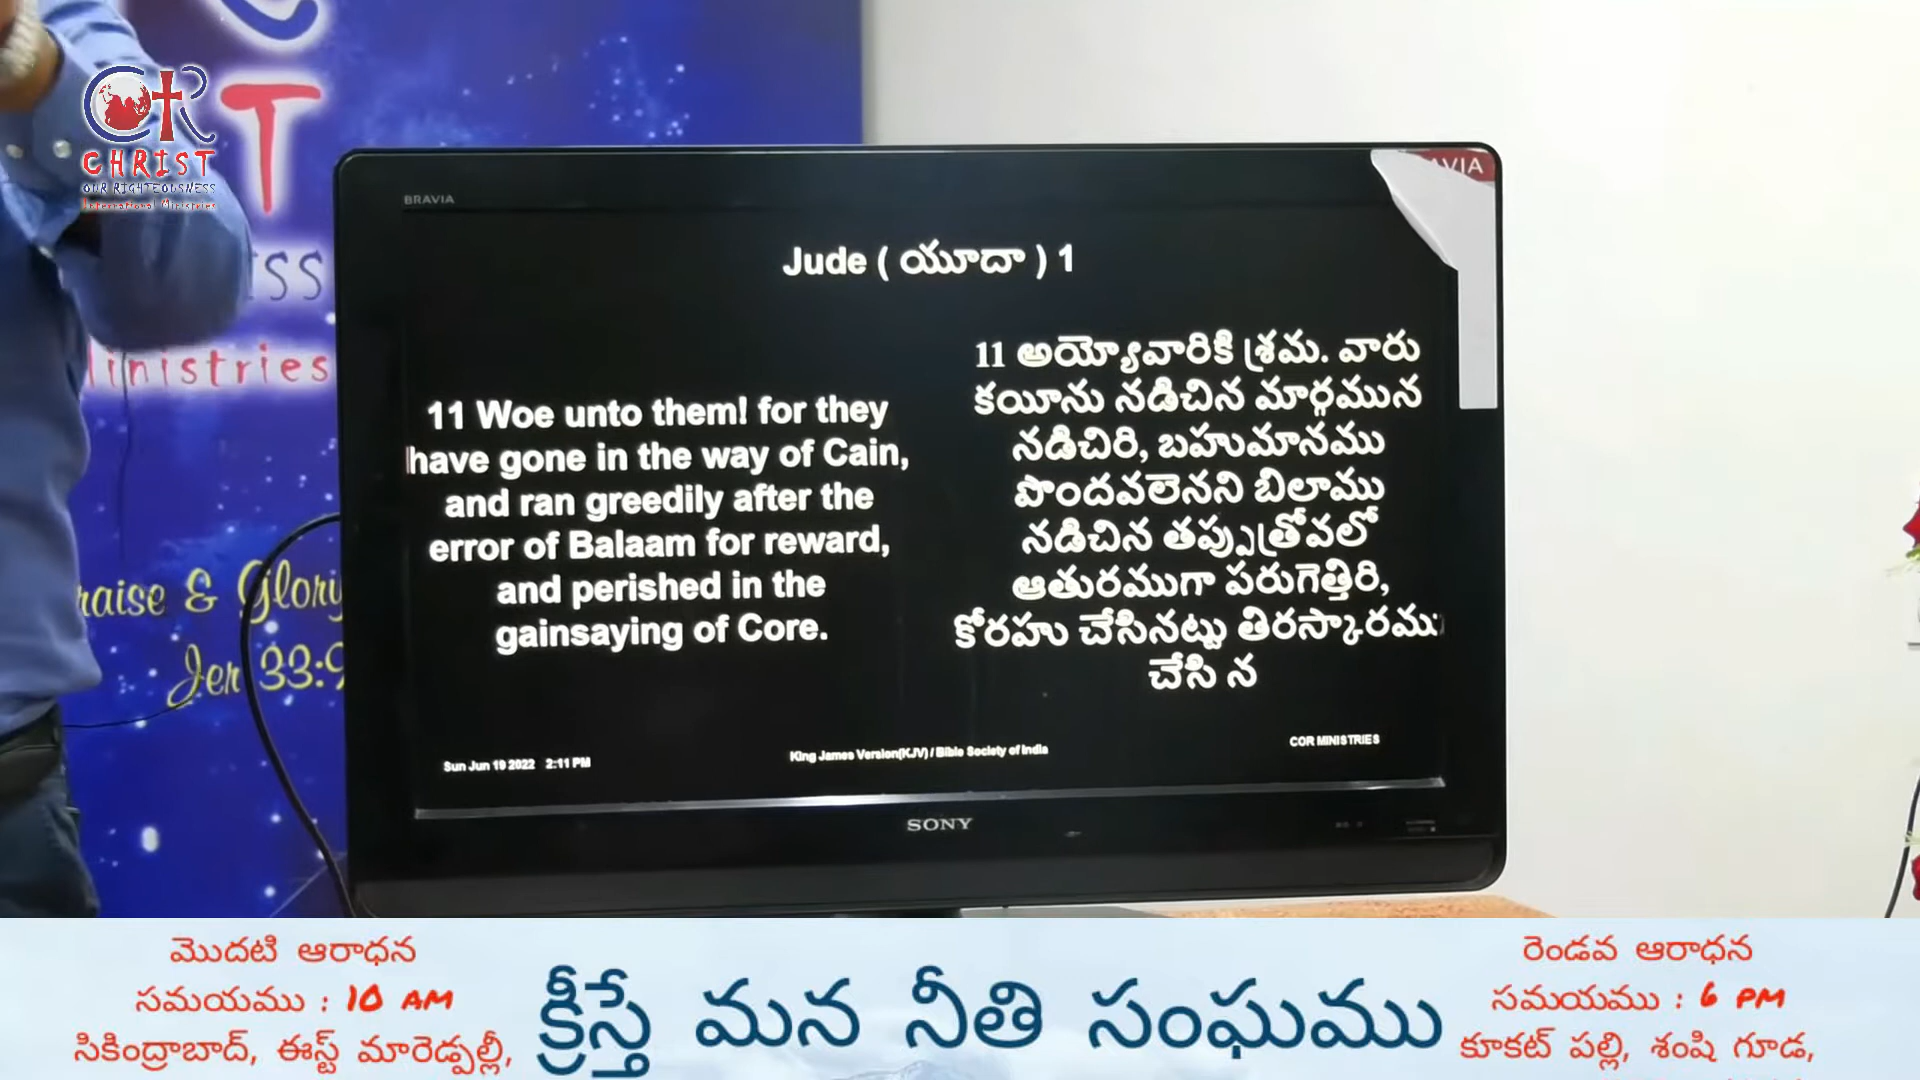 CHRIST
OUR RIGHTEOUSNESS
International Ministries
T
ISS
Ministries
raise & Glory
Jer 33:9
BRAVIA
AVIA
Jude ( యూదా ) 1
11 Woe unto them! for they
have gone in the way of Cain,
and ran greedily after the
error of Balaam for reward,
and perished in the
gainsaying of Core.
11 అయ్యోవారికి శ్రమ. వారు
కయీను నడిచిన మార్గమున
నడిచిరి, బహుమానము
పొందవలెనని బిలాము
నడిచిన తప్పుత్రోవలో
ఆతురముగా పరుగెత్తిరి,
కోరహు చేసినట్టు తిరస్కారము
చేసి న
Sun Jun 19 2022 2:11 PM
King James Version(KJV) / Bible Society of India
COR MINISTRIES
SONY
మొదటి ఆరాధన
సమయము : 10 AM
సికింద్రాబాద్, ఈస్ట్ మారెడ్పల్లీ,
క్రీస్తే మన నీతి సంఘము
రెండవ ఆరాధన
సమయము : 6 PM
కూకట్ పల్లి, శంషి గూడ,